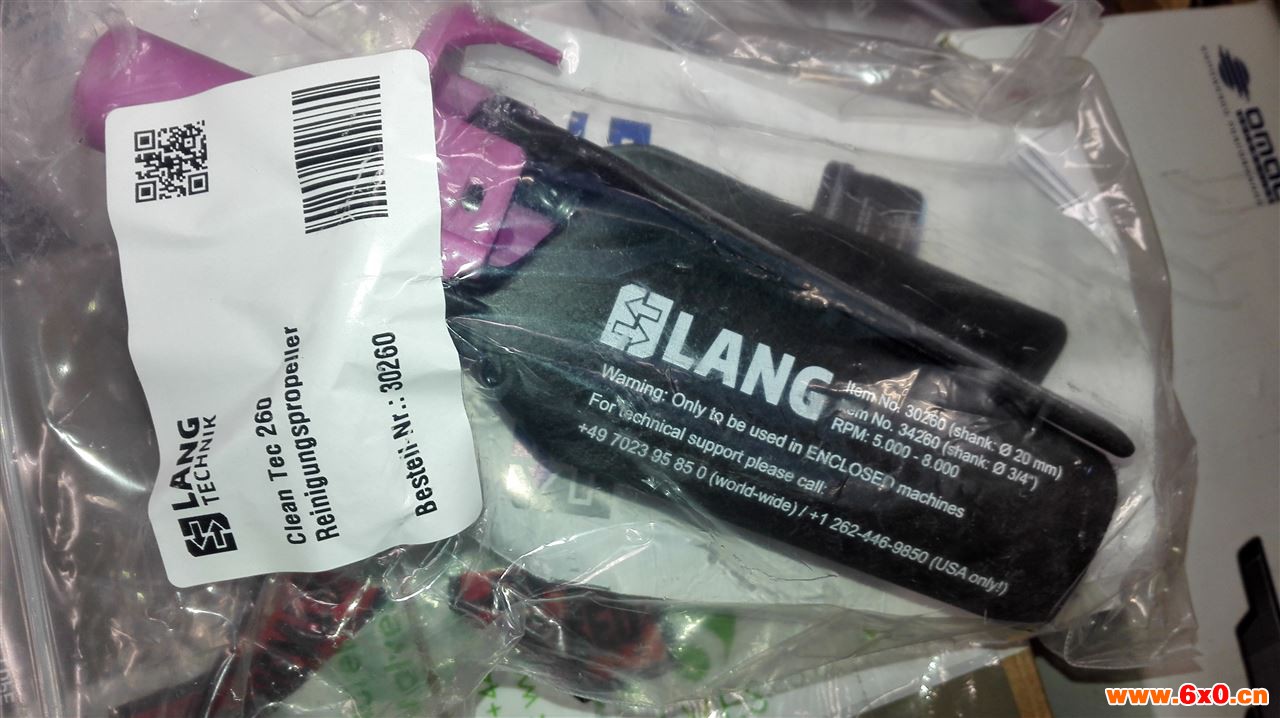 LANG
TECHNIK
Clean Tec 260
Reinigungspropeller
Bestell-Nr.: 30260
LANG
Item No. 30260 (shank: Ø 20 mm)
Item No. 34260 (shank: Ø 3/4")
RPM: 5.000 - 8.000
Warning: Only to be used in ENCLOSED machines
For technical support please call:
+49 7023 95 85 0 (world-wide) / +1 262-446-9850 (USA only!)
www.6x0.cn